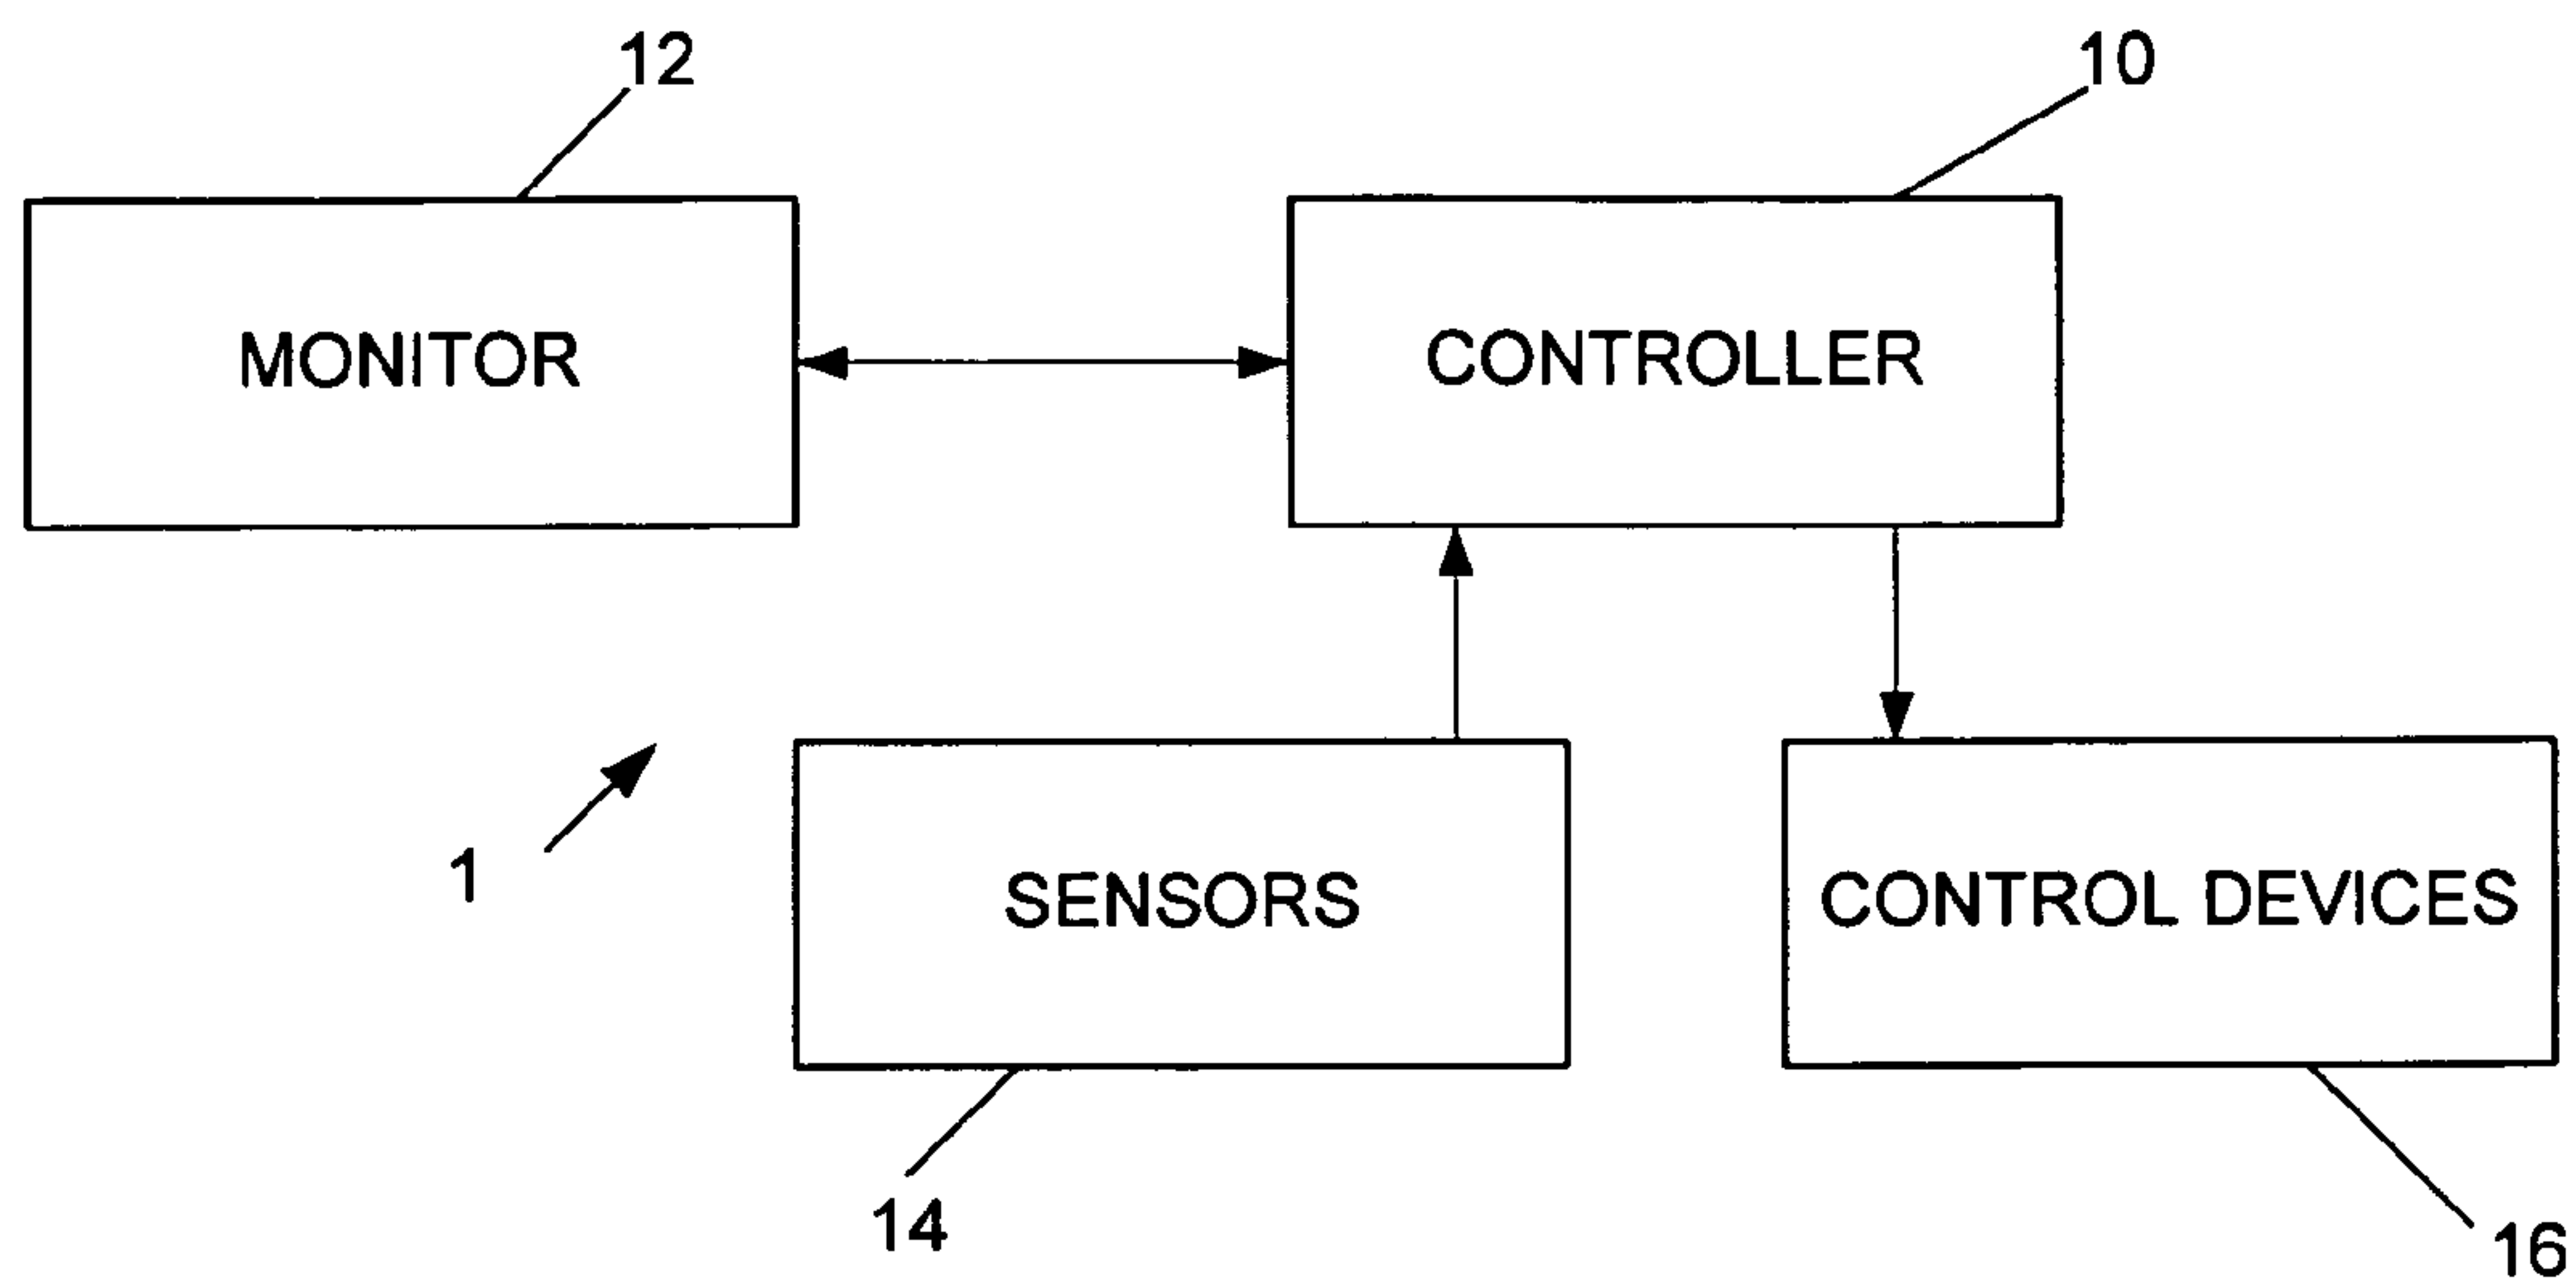 12
10
MONITOR
CONTROLLER
1
SENSORS
CONTROL DEVICES
14
16